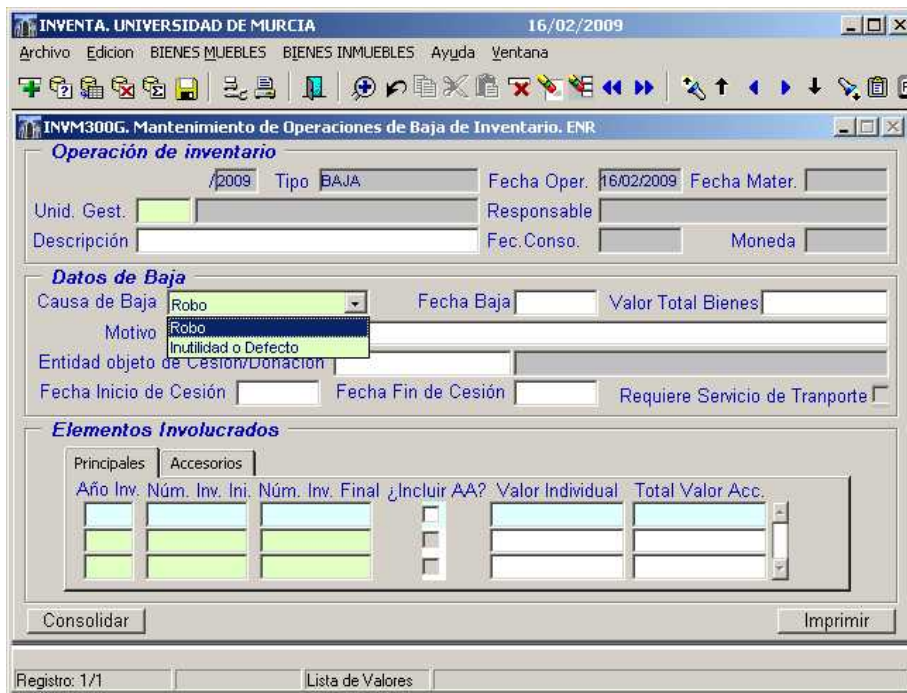 INVENTA. UNIVERSIDAD DE MURCIA 16/02/2009
Archivo Edicion BIENES MUEBLES BIENES INMUEBLES Ayuda Ventana
INVM300G. Mantenimiento de Operaciones de Baja de Inventario. ENR
Operación de inventario
/2009 Tipo BAJA Fecha Oper. 16/02/2009 Fecha Mater.
Unid. Gest. Responsable
Descripción Fec.Conso. Moneda
Datos de Baja
Causa de Baja Robo Fecha Baja Valor Total Bienes
Motivo Robo
Inutilidad o Defecto
Entidad objeto de Cesión/Donación
Fecha Inicio de Cesión Fecha Fin de Cesión Requiere Servicio de Tranporte
Elementos Involucrados
Principales Accesorios
Año Inv. Núm. Inv. Ini. Núm. Inv. Final ¿Incluir AA? Valor Individual Total Valor Acc.
Consolidar Imprimir
Registro: 1/1 Lista de Valores